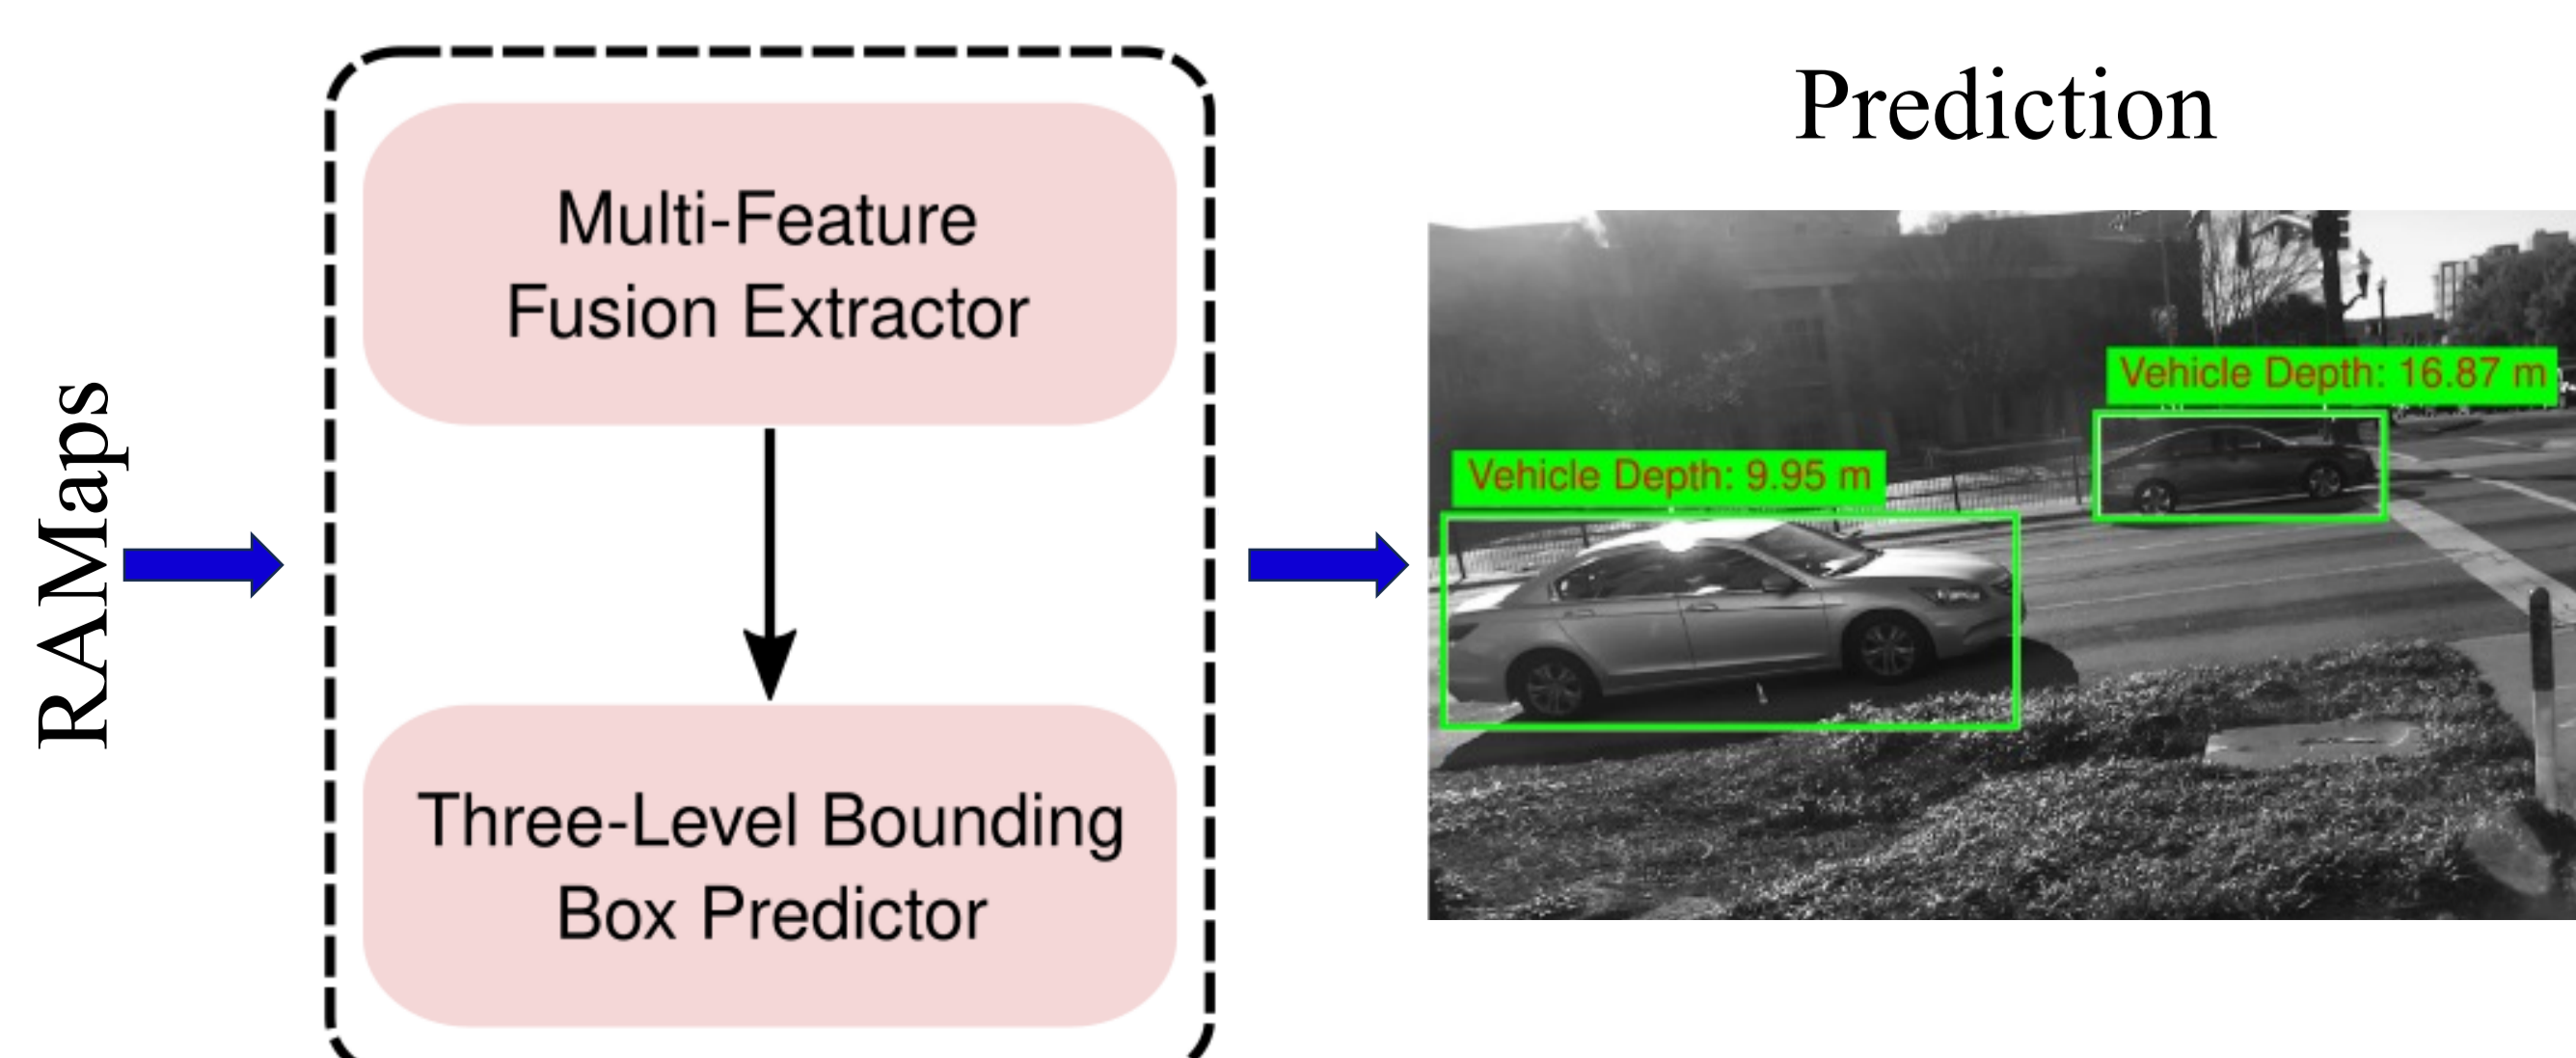 RAMaps
Multi-Feature
Fusion Extractor
Three-Level Bounding
Box Predictor
Prediction
Vehicle Depth: 16.87 m
Vehicle Depth: 9.95 m